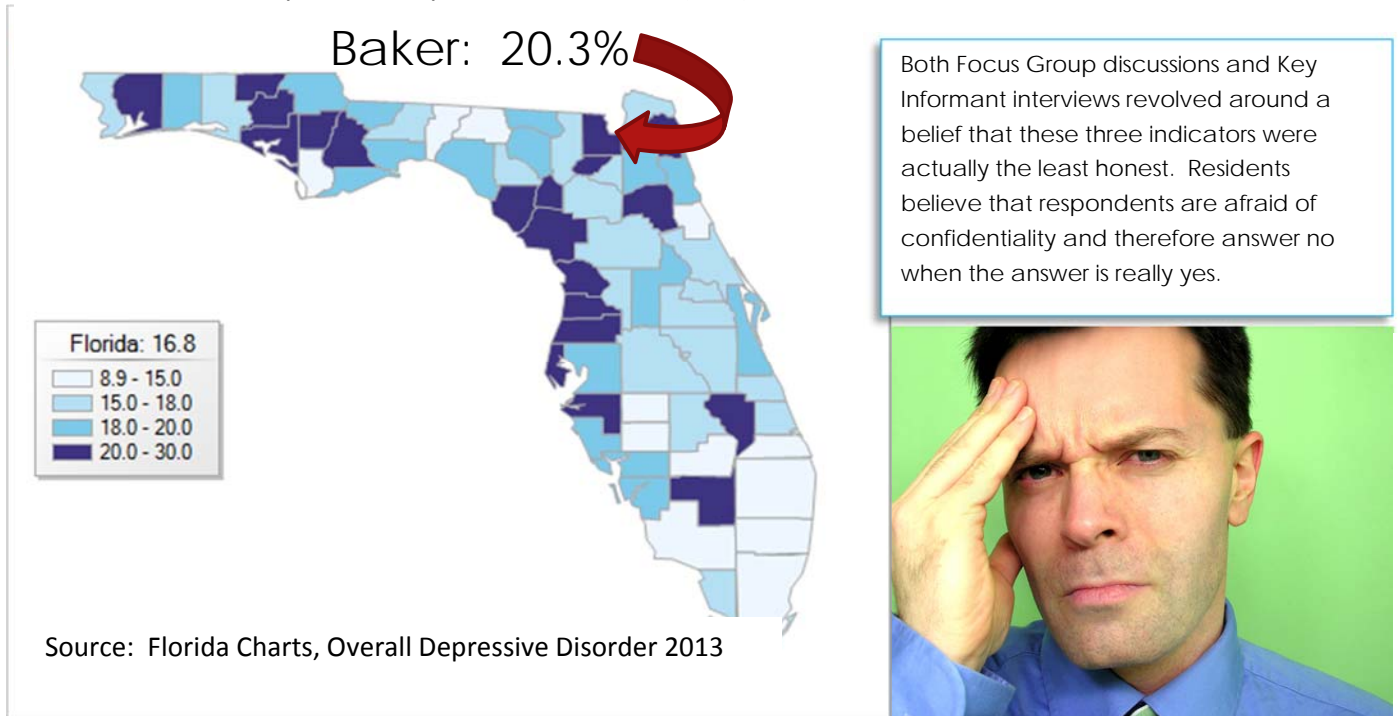 Baker: 20.3%
Both Focus Group discussions and Key
Informant interviews revolved around a
belief that these three indicators were
actually the least honest. Residents
believe that respondents are afraid of
confidentiality and therefore answer no
when the answer is really yes.
Florida: 16.8
8.9 - 15.0
15.0 - 18.0
18.0 - 20.0
20.0 - 30.0
Source: Florida Charts, Overall Depressive Disorder 2013